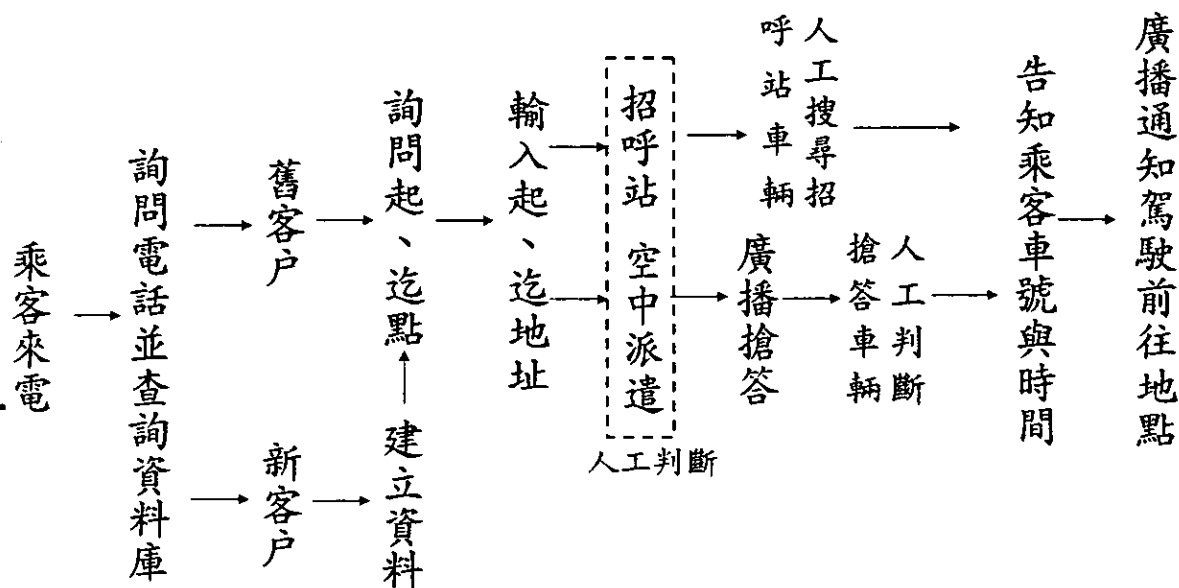 乘客來電
詢問電話並查詢資料庫
舊客户
新客户
詢問起、迄點
建立資料
輸入起、迄地址
招呼站 空中派遣
人工判斷
人工搜尋招
呼站車輛
廣播搶答
人工判斷
搶答車輛
告知乘客車號與時間
廣播通知駕駛前往地點